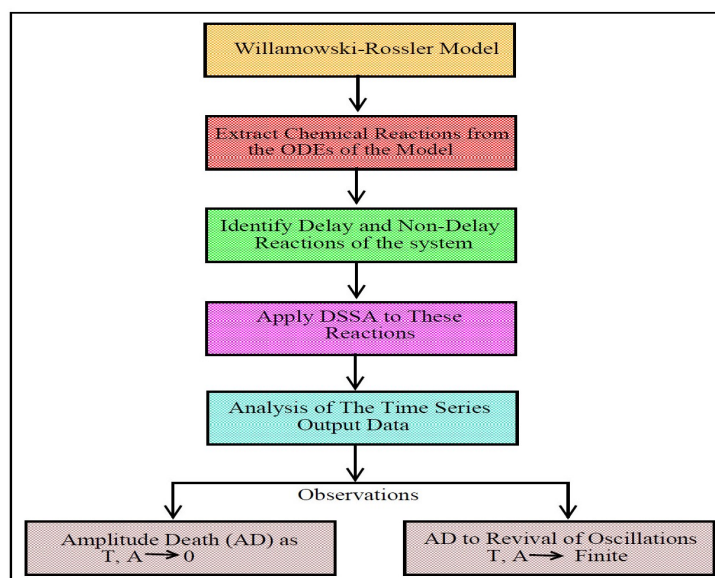 Willamowski-Rossler Model
Extract Chemical Reactions from
the ODEs of the Model
Identify Delay and Non-Delay
Reactions of the system
Apply DSSA to These
Reactions
Analysis of The Time Series
Output Data
Observations
Amplitude Death (AD) as
T, A → 0
AD to Revival of Oscillations
T, A → Finite